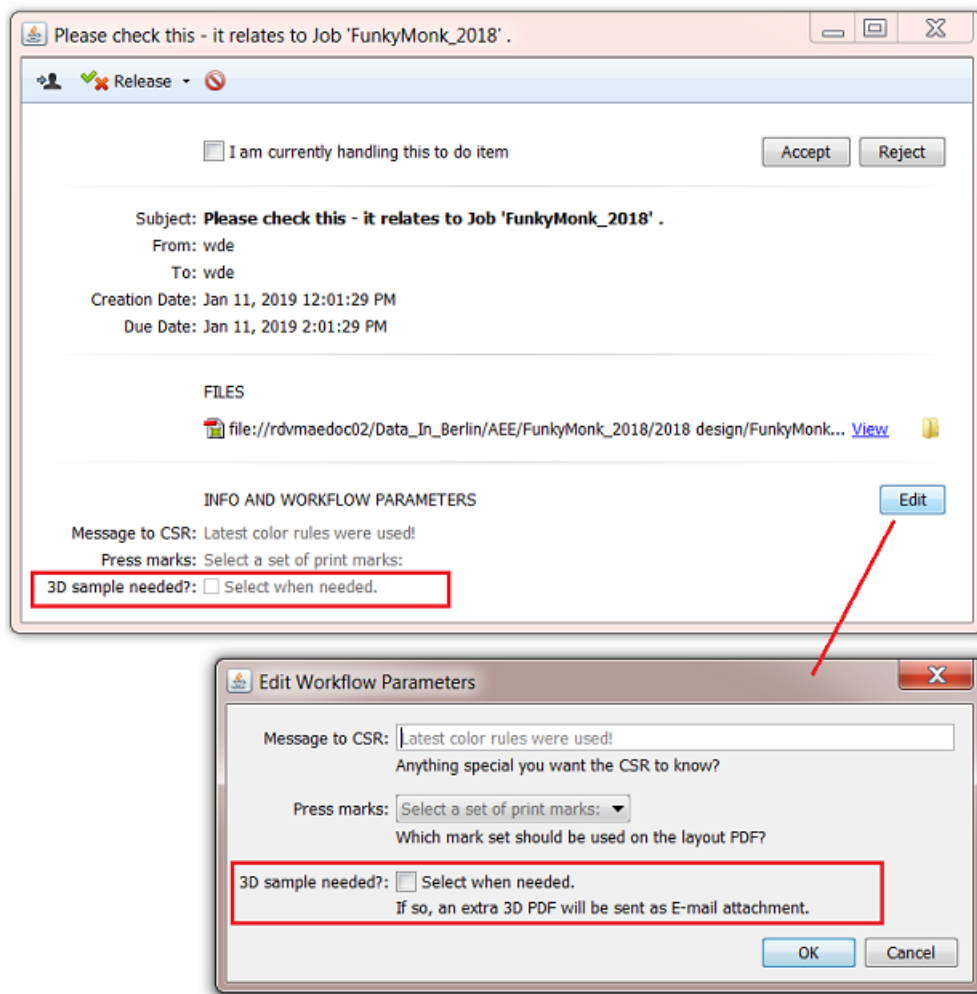 Please check this - it relates to Job 'FunkyMonk_2018' .
Release
I am currently handling this to do item
Accept
Reject
Subject: Please check this - it relates to Job 'FunkyMonk_2018' .
From: wde
To: wde
Creation Date: Jan 11, 2019 12:01:29 PM
Due Date: Jan 11, 2019 2:01:29 PM
FILES
file://rdvmaedoc02/Data_In_Berlin/AEE/FunkyMonk_2018/2018 design/FunkyMonk... View
INFO AND WORKFLOW PARAMETERS
Edit
Message to CSR: Latest color rules were used!
Press marks: Select a set of print marks:
3D sample needed?: Select when needed.
Edit Workflow Parameters
Message to CSR: Latest color rules were used!
Anything special you want the CSR to know?
Press marks: Select a set of print marks:
Which mark set should be used on the layout PDF?
3D sample needed?: Select when needed.
If so, an extra 3D PDF will be sent as E-mail attachment.
OK
Cancel